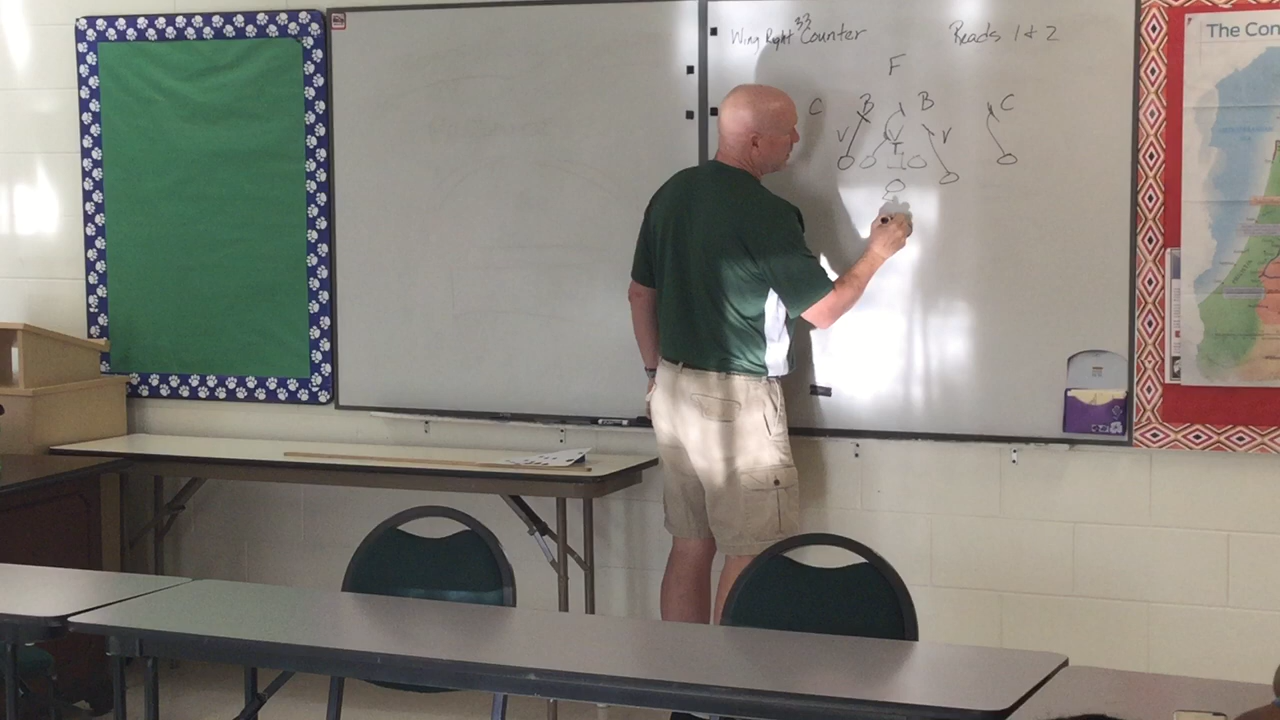 Wing Right 33 Counter
Reads 1 & 2
F
C B B C
V V V
T
The Con